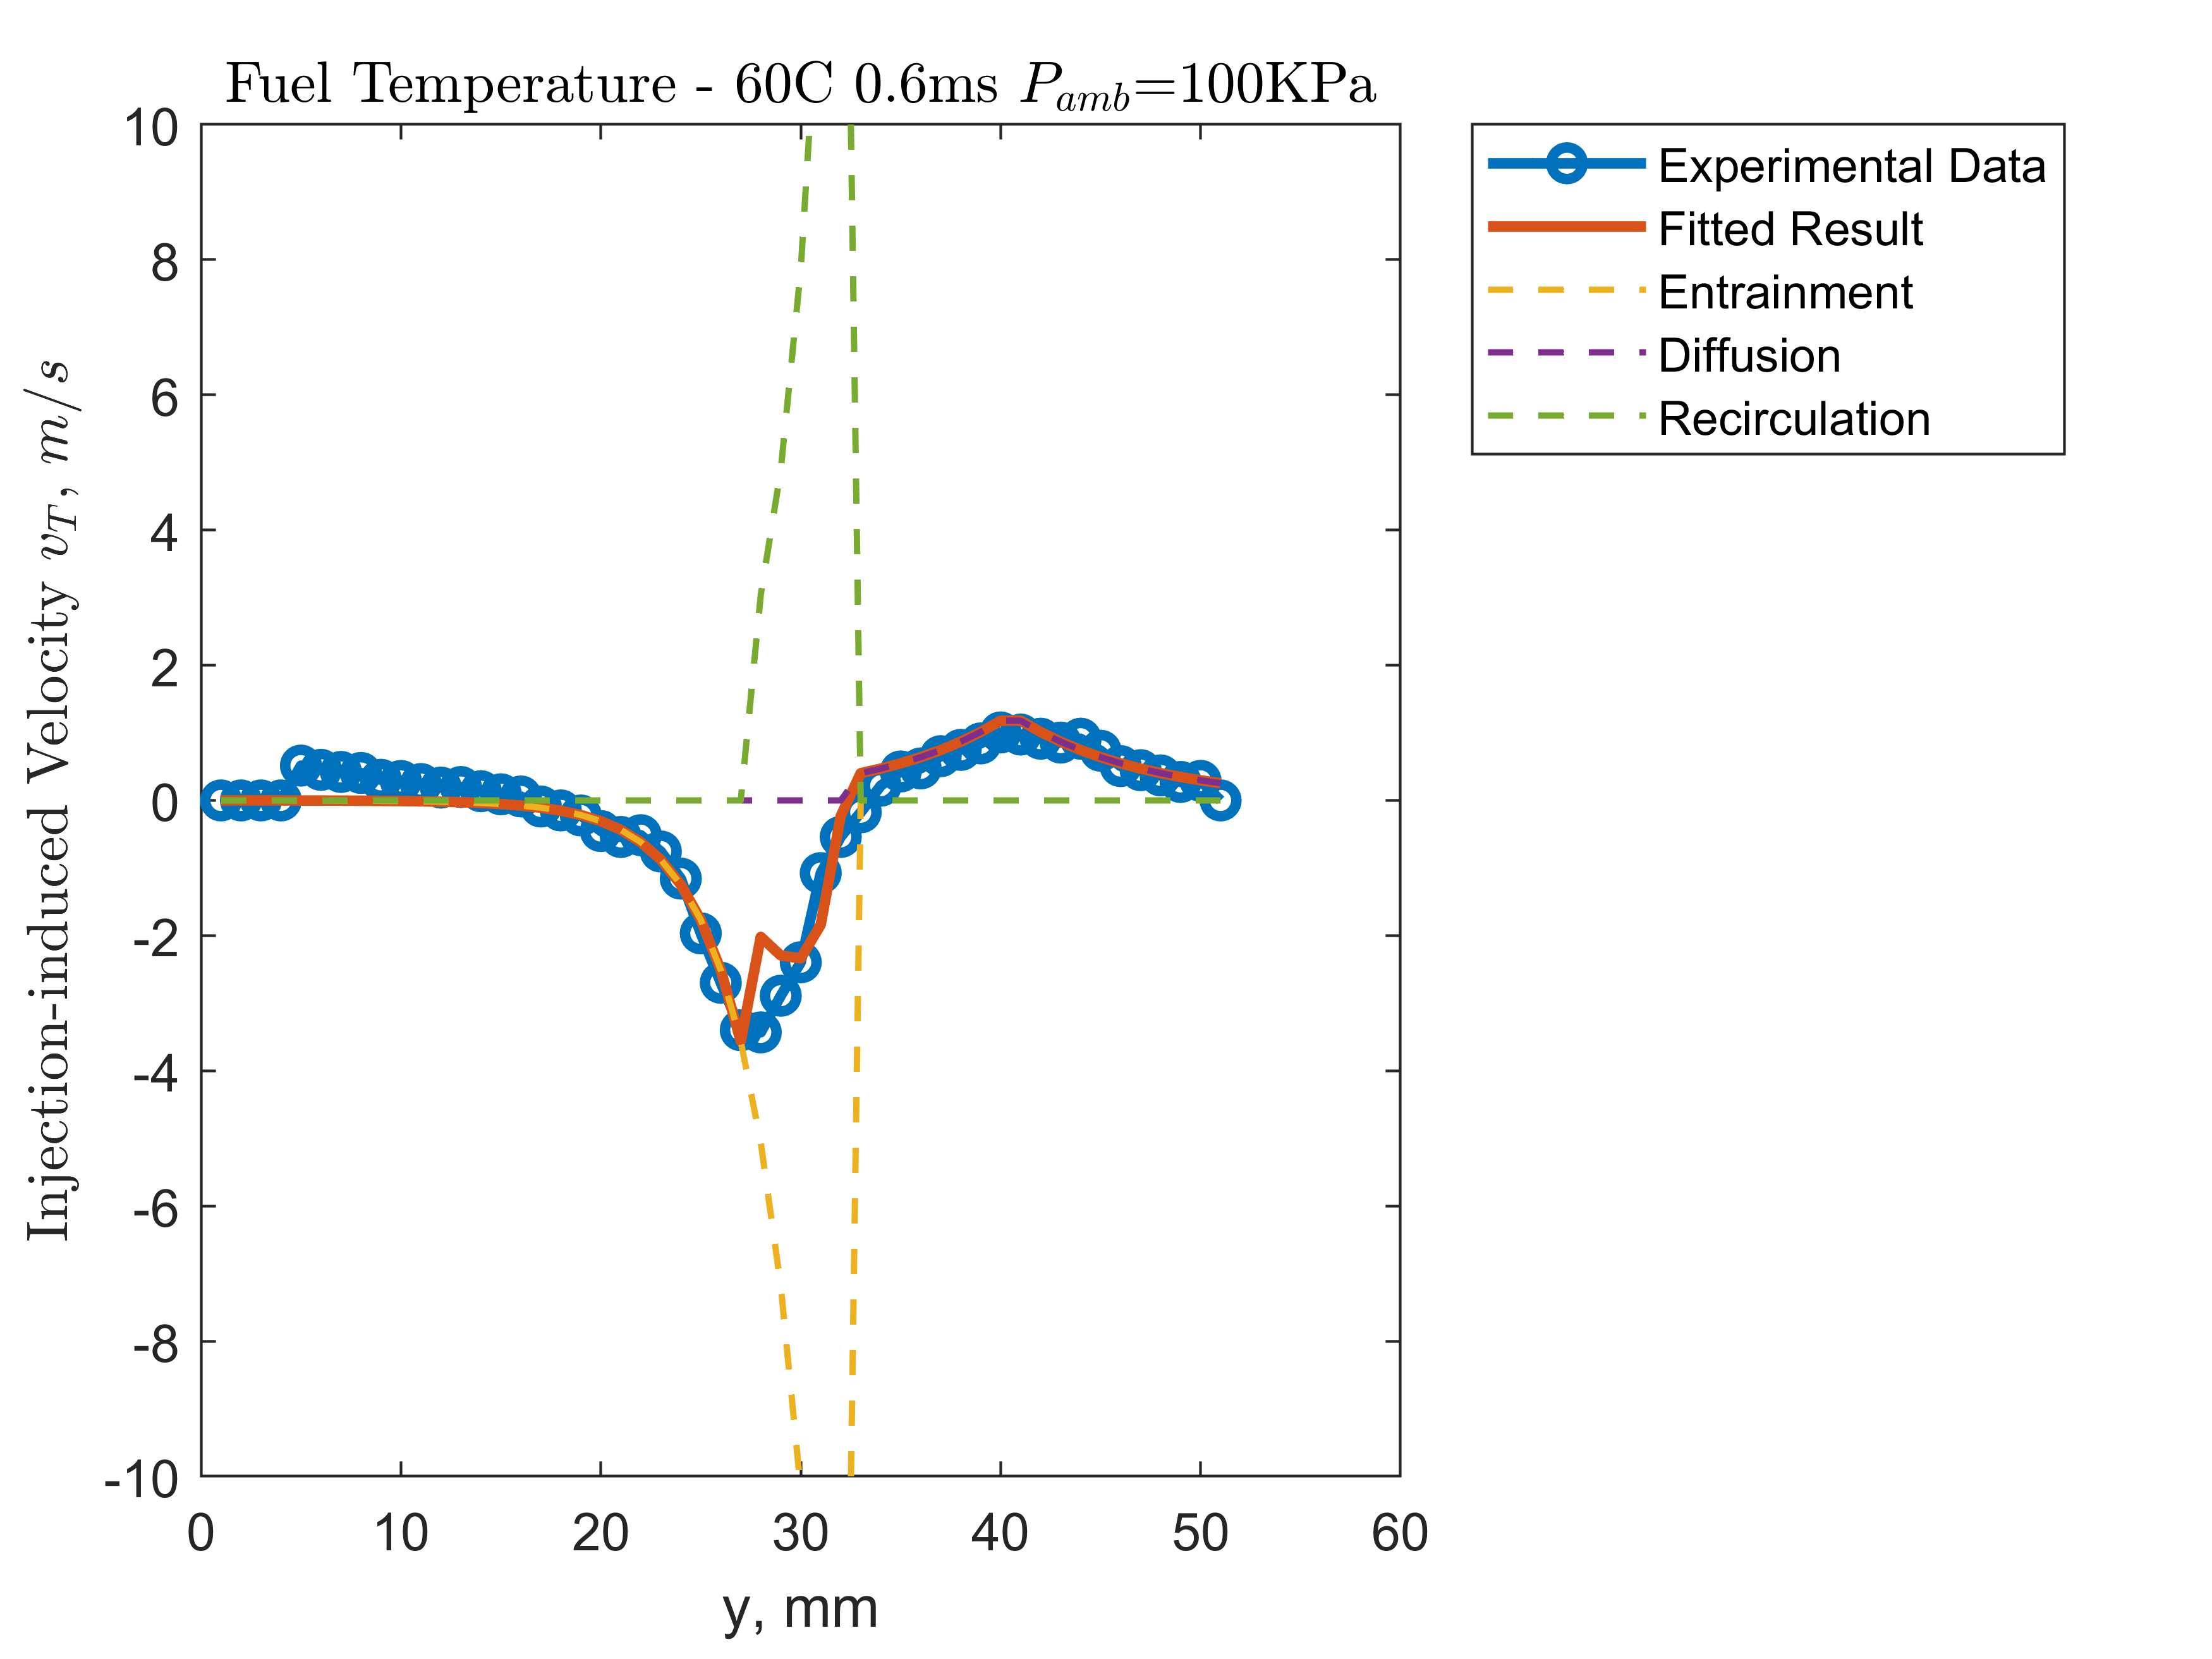 Fuel Temperature - 60C 0.6ms P_amb=100KPa
10
8
6
4
2
0
-2
-4
-6
-8
-10
Injection-induced Velocity v_T, m/s
0 10 20 30 40 50 60
y, mm
Experimental Data
Fitted Result
Entrainment
Diffusion
Recirculation